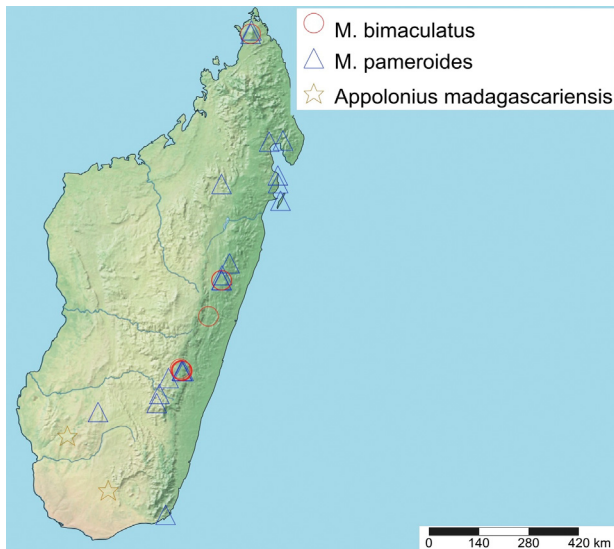 M. bimaculatus
M. pameroides
Appolonius madagascariensis
0 140 280 420 km